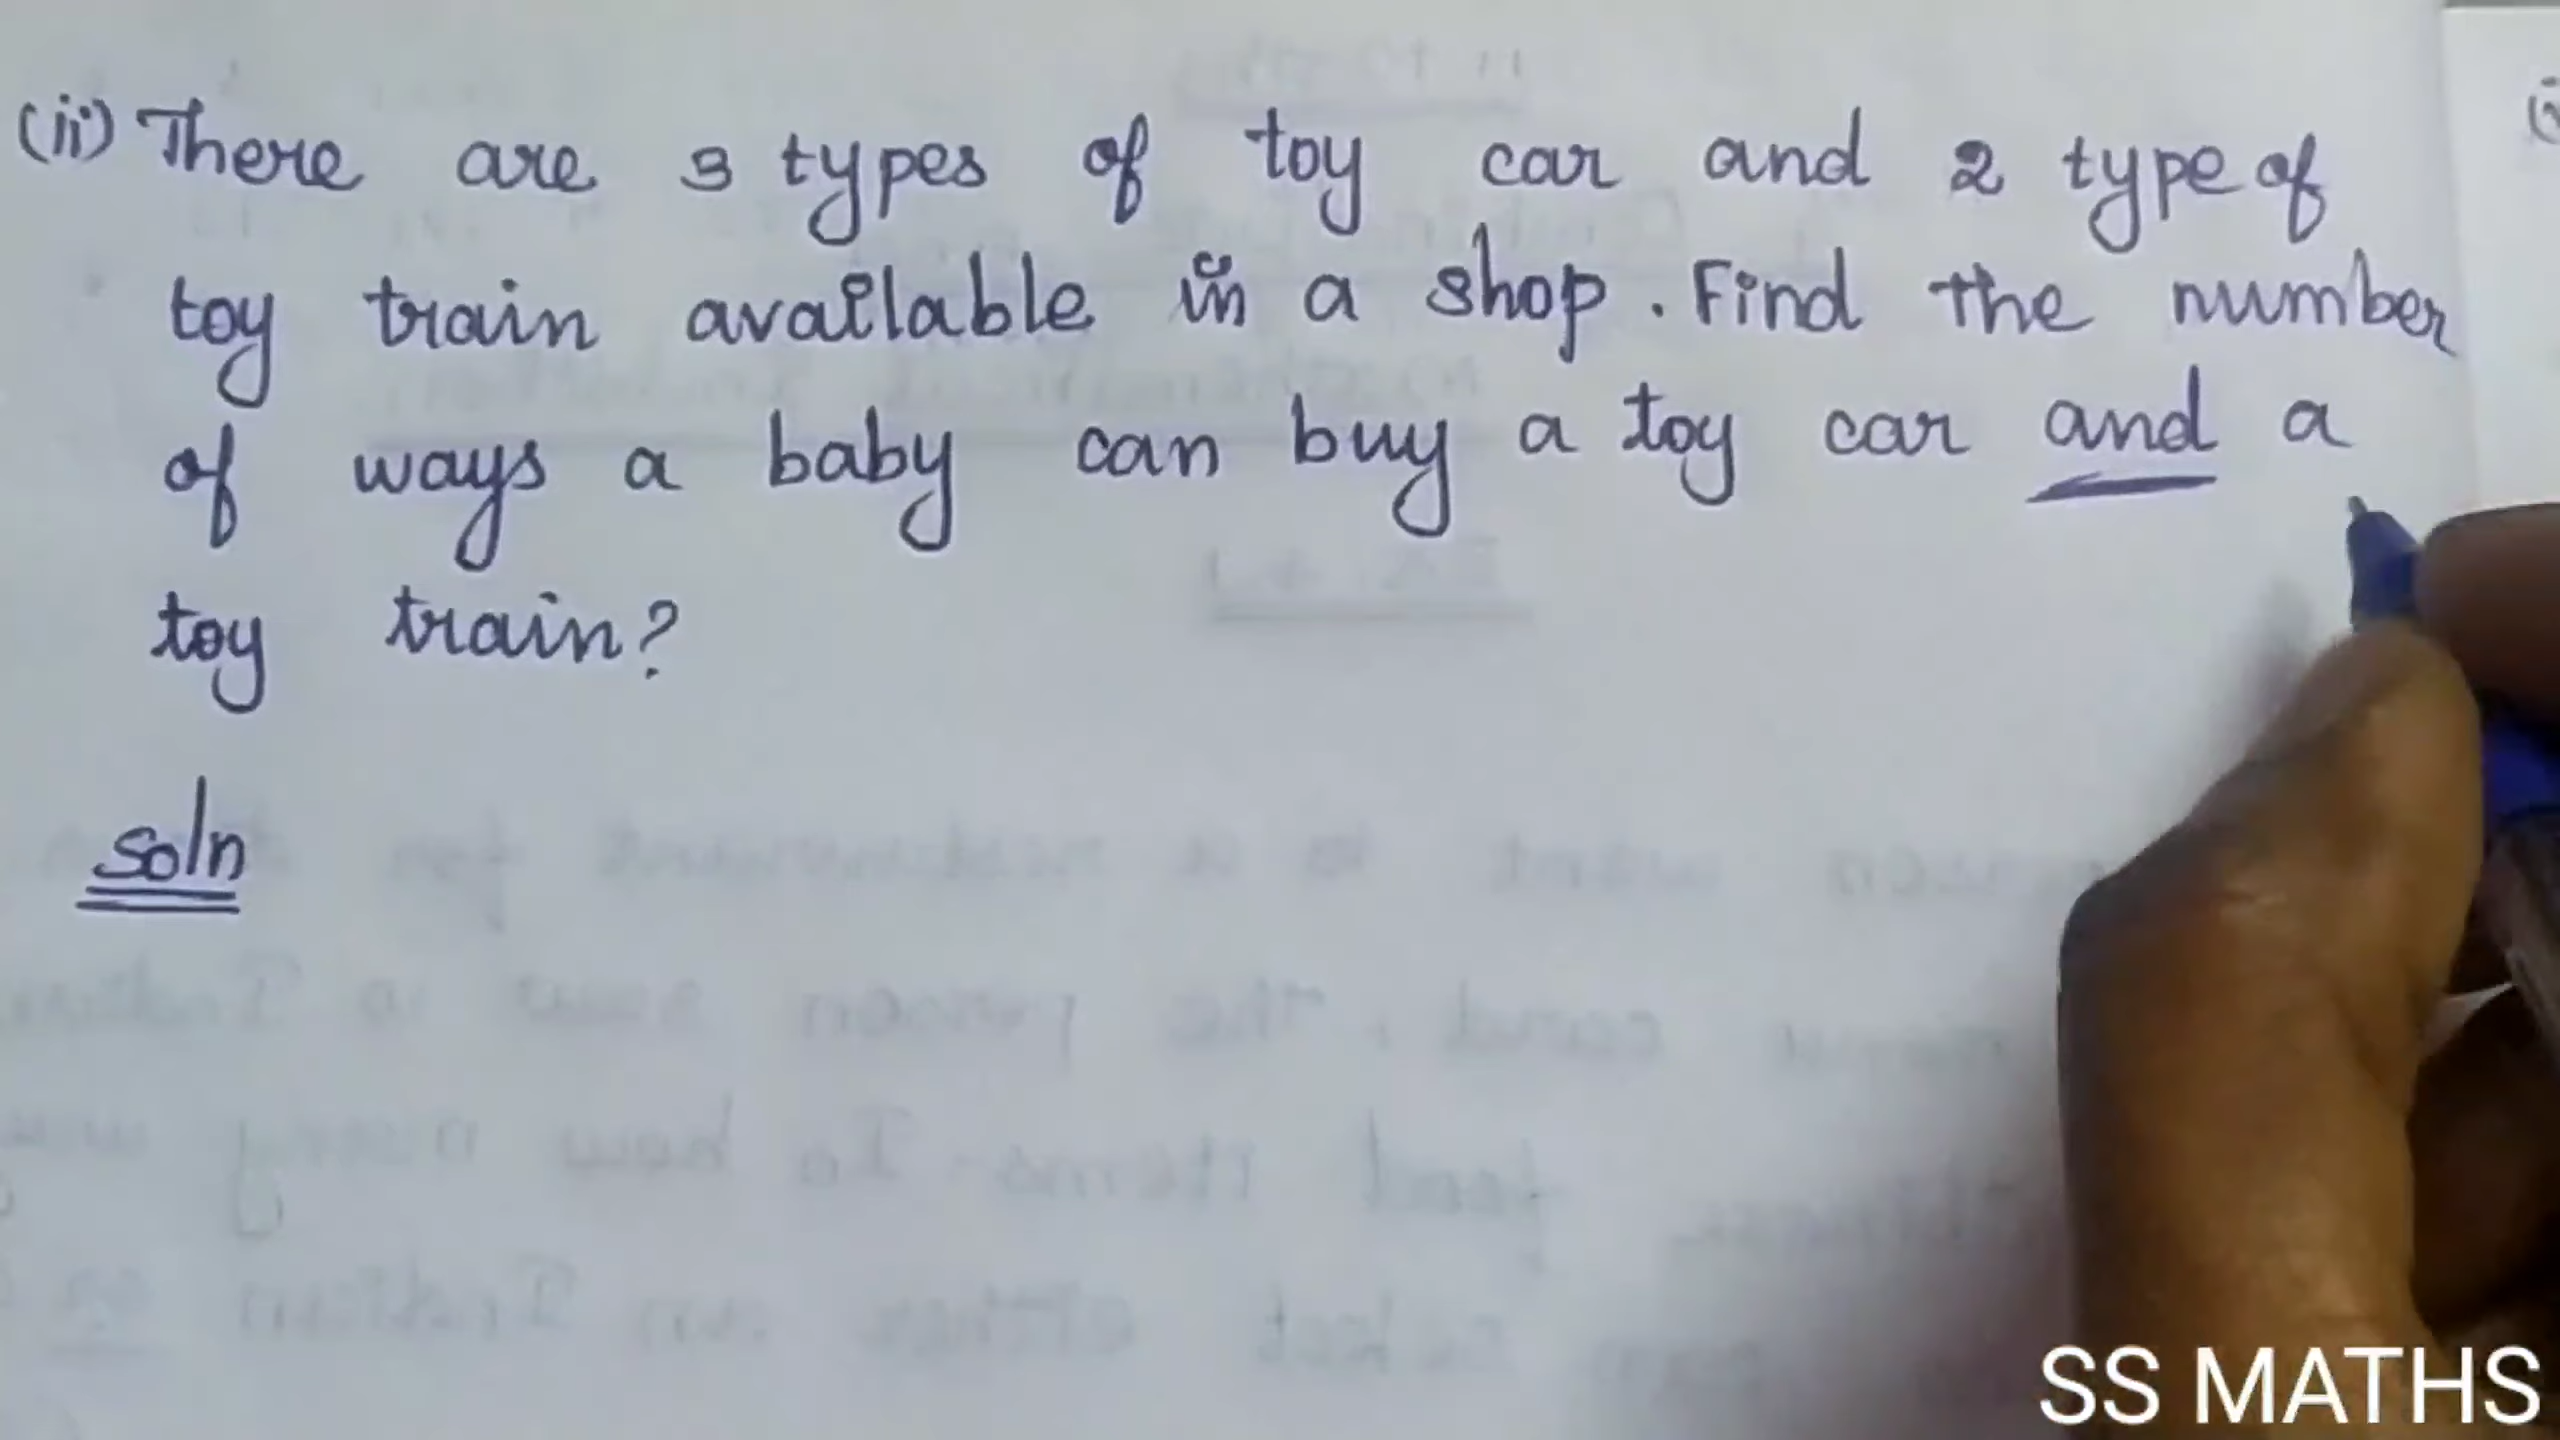 (ii) There are 3 types of toy car and 2 type of
toy train available in a shop. Find the number
of ways a baby can buy a toy car and a
toy train?
soln
SS MATHS